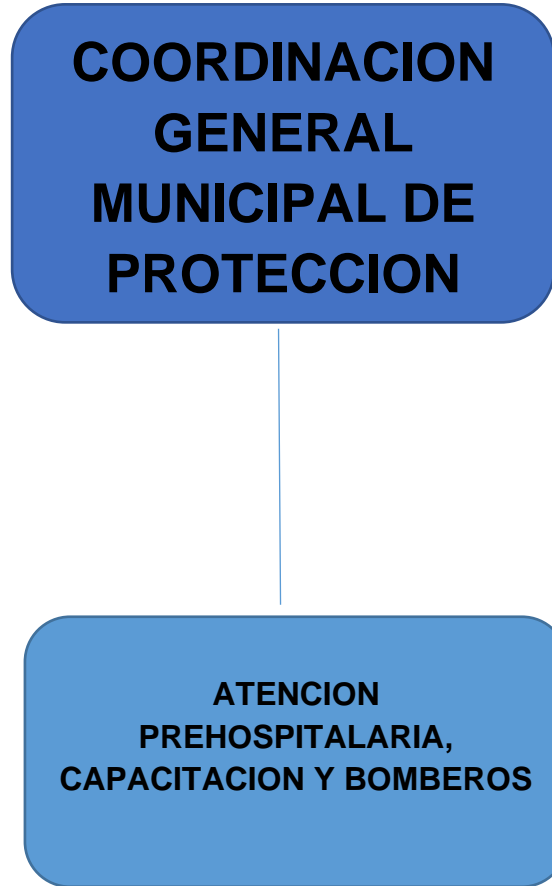 COORDINACION
GENERAL
MUNICIPAL DE
PROTECCION
ATENCION
PREHOSPITALARIA,
CAPACITACION Y BOMBEROS